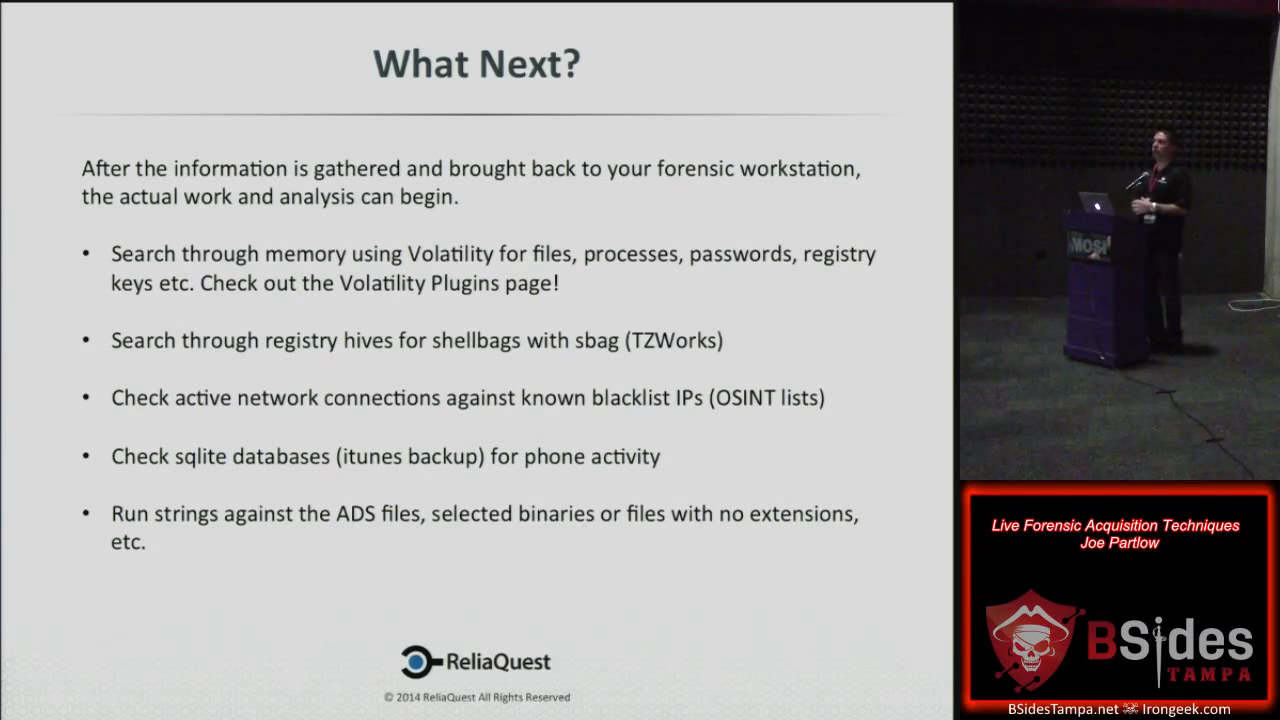 What Next?
After the information is gathered and brought back to your forensic workstation,
the actual work and analysis can begin.
• Search through memory using Volatility for files, processes, passwords, registry
keys etc. Check out the Volatility Plugins page!
• Search through registry hives for shellbags with sbag (TZWorks)
• Check active network connections against known blacklist IPs (OSINT lists)
• Check sqlite databases (itunes backup) for phone activity
• Run strings against the ADS files, selected binaries or files with no extensions,
etc.
ReliaQuest
© 2014 ReliaQuest All Rights Reserved
MOSI
Live Forensic Acquisition Techniques
Joe Partlow
BSides
TAMPA
BSidesTampa.net Irongeek.com